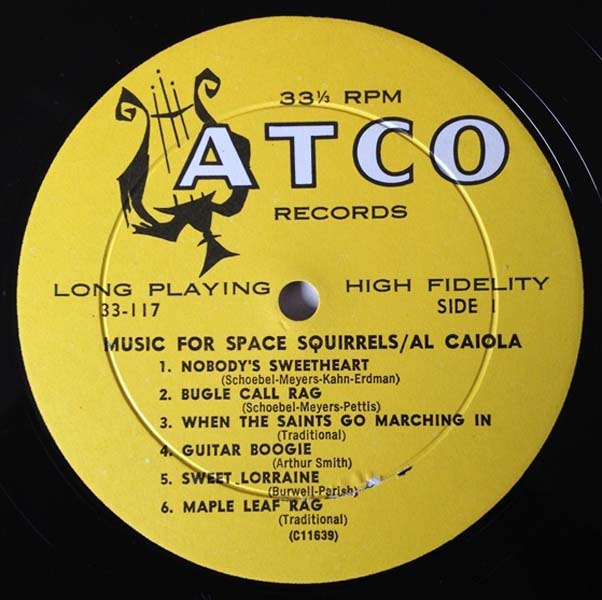 33⅓ RPM
ATCO
RECORDS
LONG PLAYING HIGH FIDELITY
33-117 SIDE 1
MUSIC FOR SPACE SQUIRRELS/AL CAIOLA
1. NOBODY'S SWEETHEART
(Schoebel-Meyers-Kahn-Erdman)
2. BUGLE CALL RAG
(Schoebel-Meyers-Pettis)
3. WHEN THE SAINTS GO MARCHING IN
(Traditional)
4. GUITAR BOOGIE
(Arthur Smith)
5. SWEET LORRAINE
(Burwell-Parish)
6. MAPLE LEAF RAG
(Traditional)
(C11639)